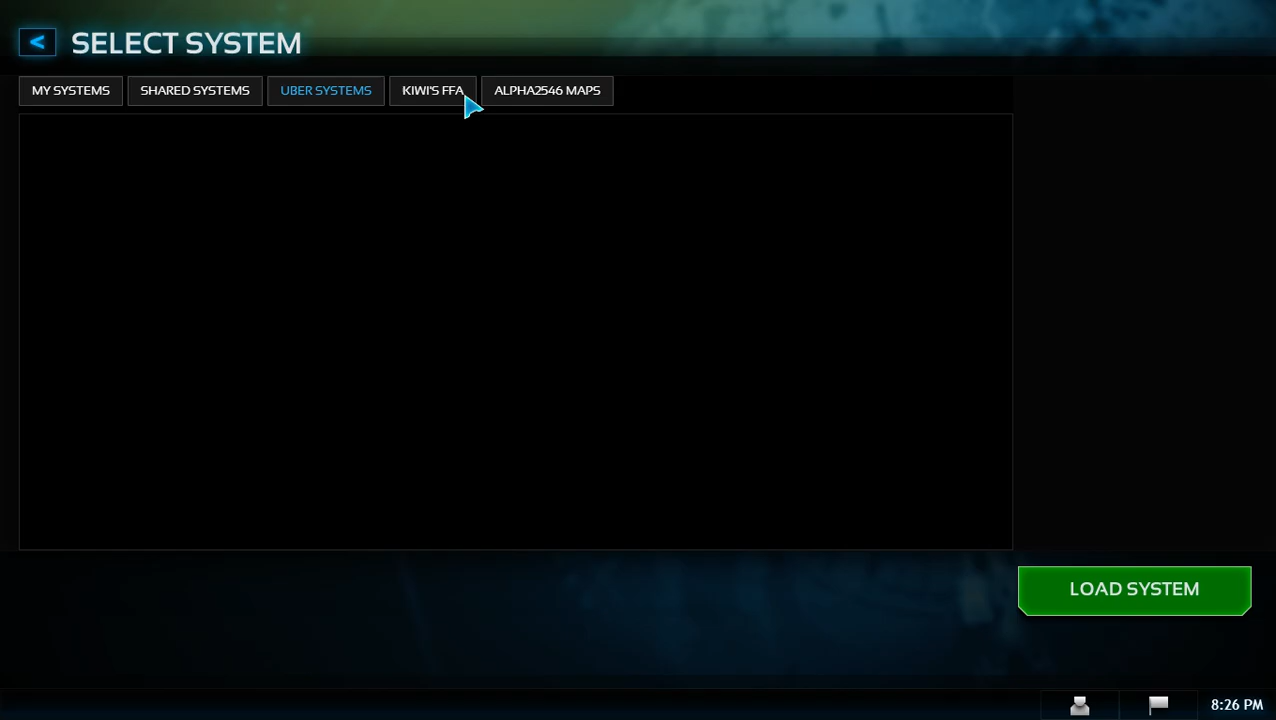 < SELECT SYSTEM
MY SYSTEMS SHARED SYSTEMS UBER SYSTEMS KIWI'S FFA ALPHA2546 MAPS
LOAD SYSTEM
8:26 PM